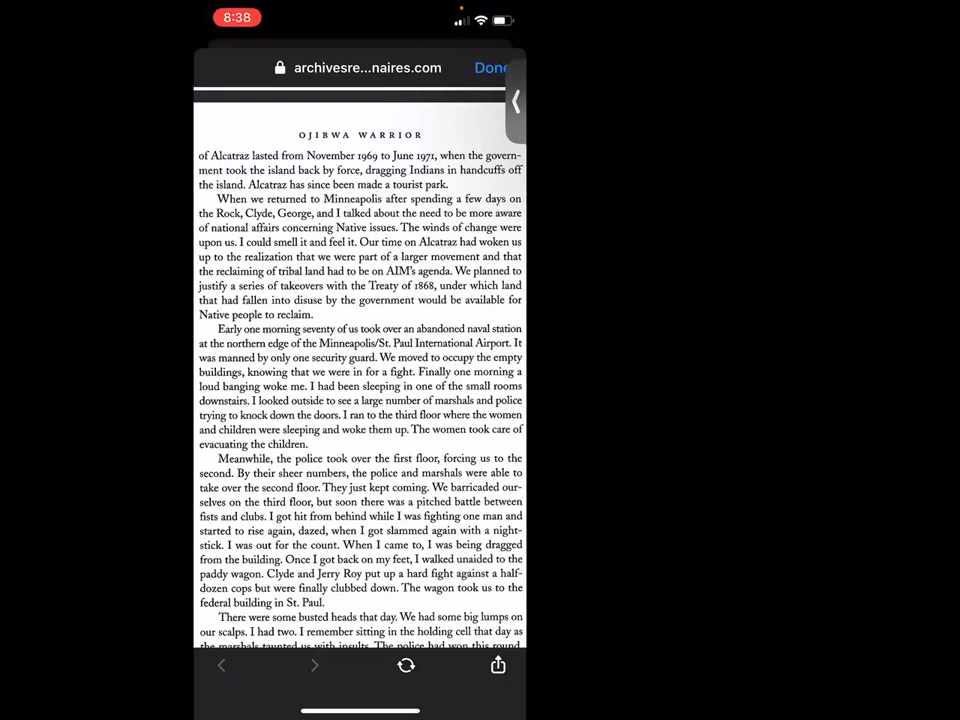 8:38
archivesre...naires.com
Done
OJIBWA WARRIOR
of Alcatraz lasted from November 1969 to June 1971, when the govern-
ment took the island back by force, dragging Indians in handcuffs off
the island. Alcatraz has since been made a tourist park.
When we returned to Minneapolis after spending a few days on
the Rock, Clyde, George, and I talked about the need to be more aware
of national affairs concerning Native issues. The winds of change were
upon us. I could smell it and feel it. Our time on Alcatraz had woken us
up to the realization that we were part of a larger movement and that
the reclaiming of tribal land had to be on AIM's agenda. We planned to
justify a series of takeovers with the Treaty of 1868, under which land
that had fallen into disuse by the government would be available for
Native people to reclaim.
Early one morning seventy of us took over an abandoned naval station
at the northern edge of the Minneapolis/St. Paul International Airport. It
was manned by only one security guard. We moved to occupy the empty
buildings, knowing that we were in for a fight. Finally one morning a
loud banging woke me. I had been sleeping in one of the small rooms
downstairs. I looked outside to see a large number of marshals and police
trying to knock down the doors. I ran to the third floor where the women
and children were sleeping and woke them up. The women took care of
evacuating the children.
Meanwhile, the police took over the first floor, forcing us to the
second. By their sheer numbers, the police and marshals were able to
take over the second floor. They just kept coming. We barricaded our-
selves on the third floor, but soon there was a pitched battle between
fists and clubs. I got hit from behind while I was fighting one man and
started to rise again, dazed, when I got slammed again with a night-
stick. I was out for the count. When I came to, I was being dragged
from the building. Once I got back on my feet, I walked unaided to the
paddy wagon. Clyde and Jerry Roy put up a hard fight against a half-
dozen cops but were finally clubbed down. The wagon took us to the
federal building in St. Paul.
There were some busted heads that day. We had some big lumps on
our scalps. I had two. I remember sitting in the holding cell that day as
the marshals taunted us with insults. The police had won this round